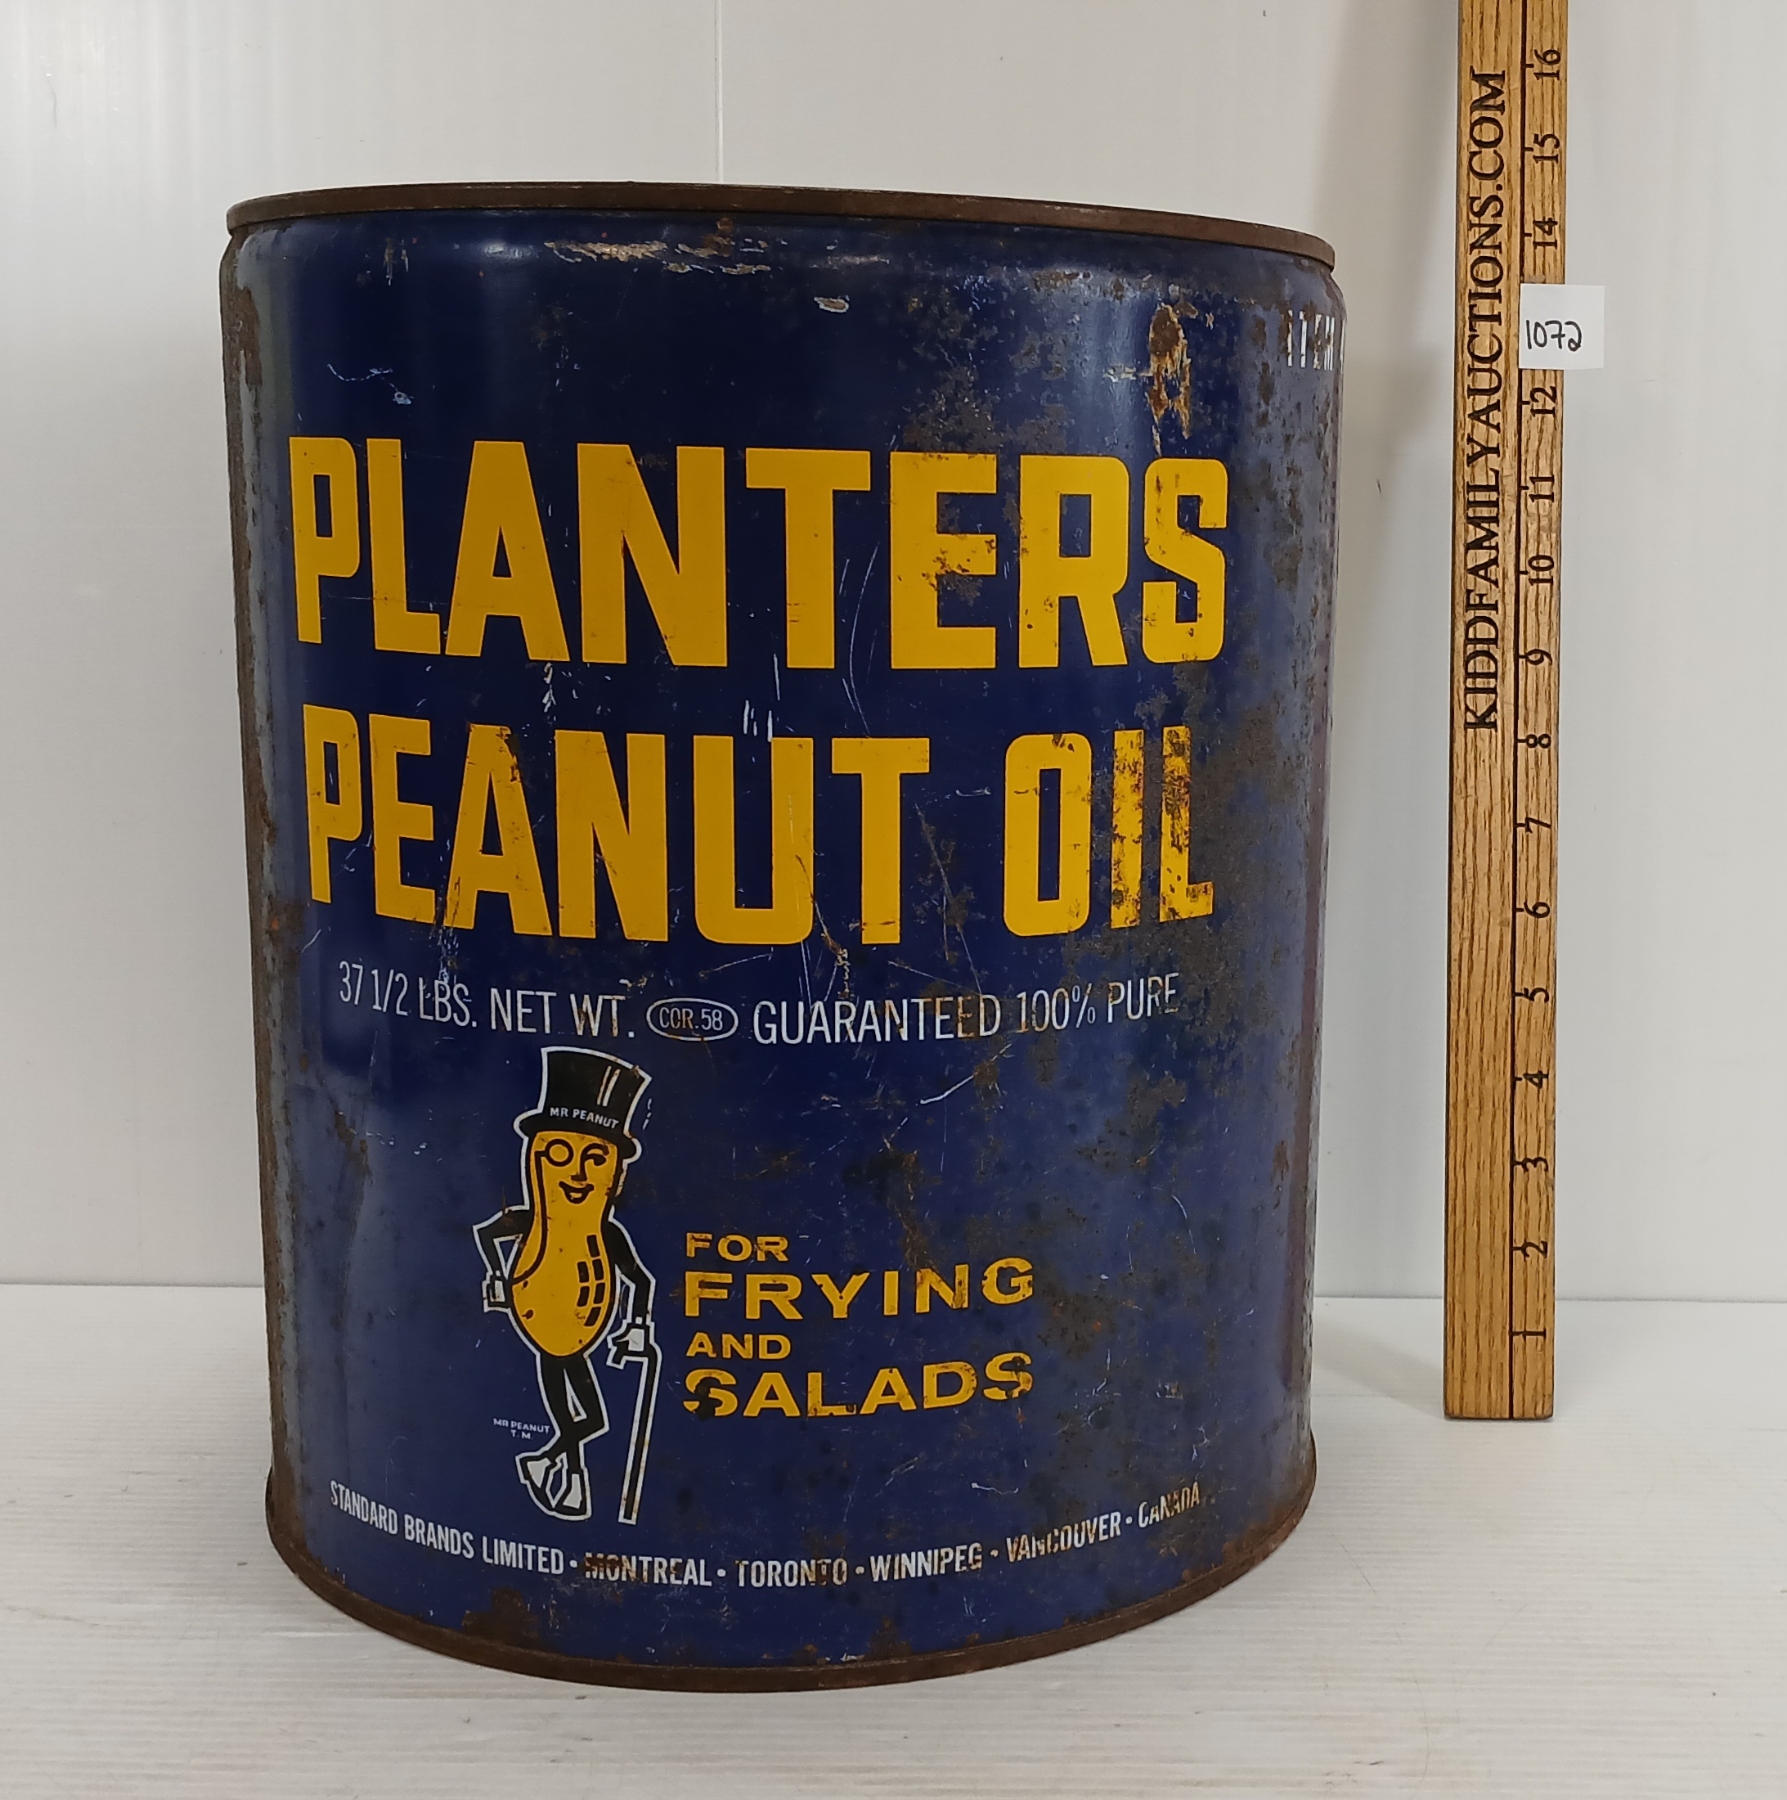 PLANTERS
PEANUT OIL
37 1/2 LBS. NET WT. COR.58 GUARANTEED 100% PURE
MR PEANUT
FOR
FRYING
AND
SALADS
MR PEANUT
T.M.
STANDARD BRANDS LIMITED • MONTREAL • TORONTO • WINNIPEG • VANCOUVER • CANADA
ITEM
KIDDFAMILYAUCTIONS.COM
1072
16
15
14
12
11
10
9
8
7
6
5
4
3
2
1